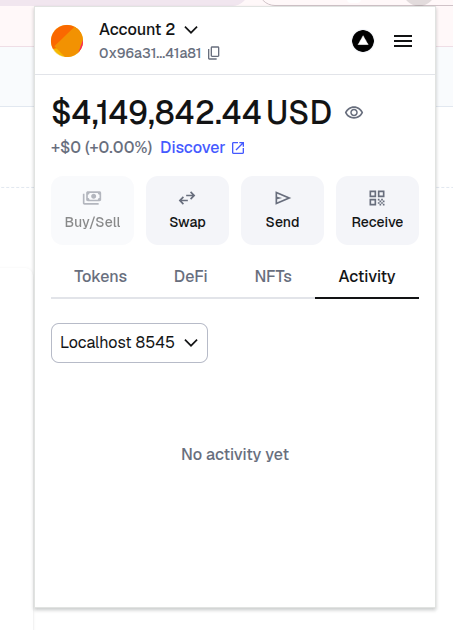 Account 2
0x96a31...41a81
$4,149,842.44 USD
+$0 (+0.00%) Discover
Buy/Sell Swap Send Receive
Tokens DeFi NFTs Activity
Localhost 8545
No activity yet